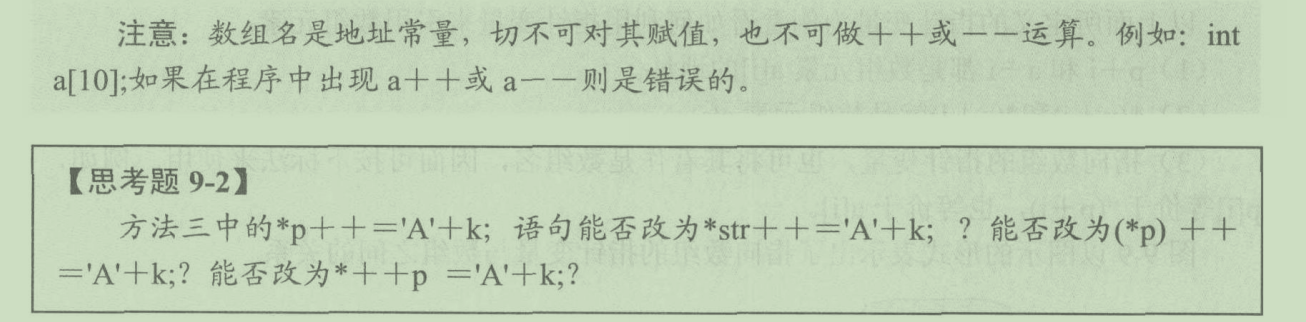 注意：数组名是地址常量，切不可对其赋值，也不可做＋＋或－－运算。例如：int
a[10];如果在程序中出现 a＋＋或 a－－则是错误的。
【思考题 9-2】
方法三中的*p＋＋＝'A'＋k；语句能否改为*str＋＋＝'A'＋k；？能否改为(*p) ＋＋
＝'A'＋k;？能否改为*＋＋p ＝'A'＋k;？